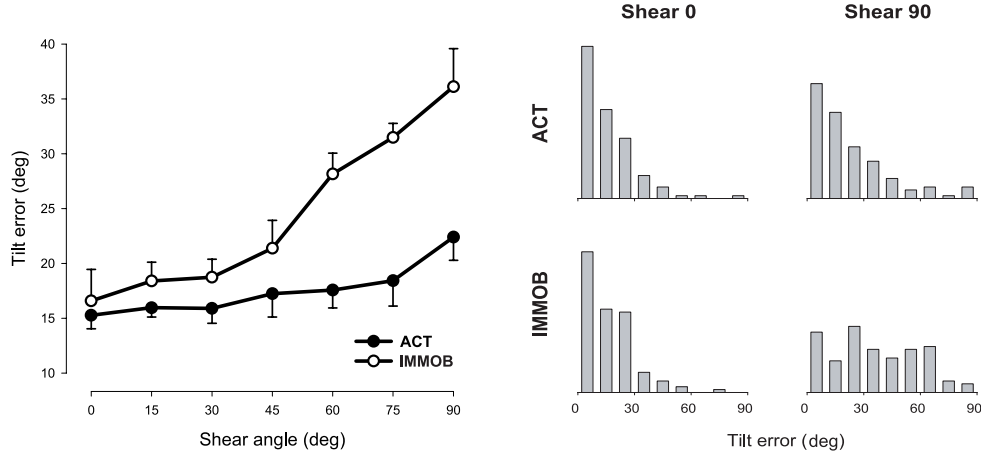 Tilt error (deg)
40
35
30
25
20
15
10
ACT
IMMOB
0 15 30 45 60 75 90
Shear angle (deg)
Shear 0 Shear 90
ACT
IMMOB
0 30 60 90 0 30 60 90
Tilt error (deg)